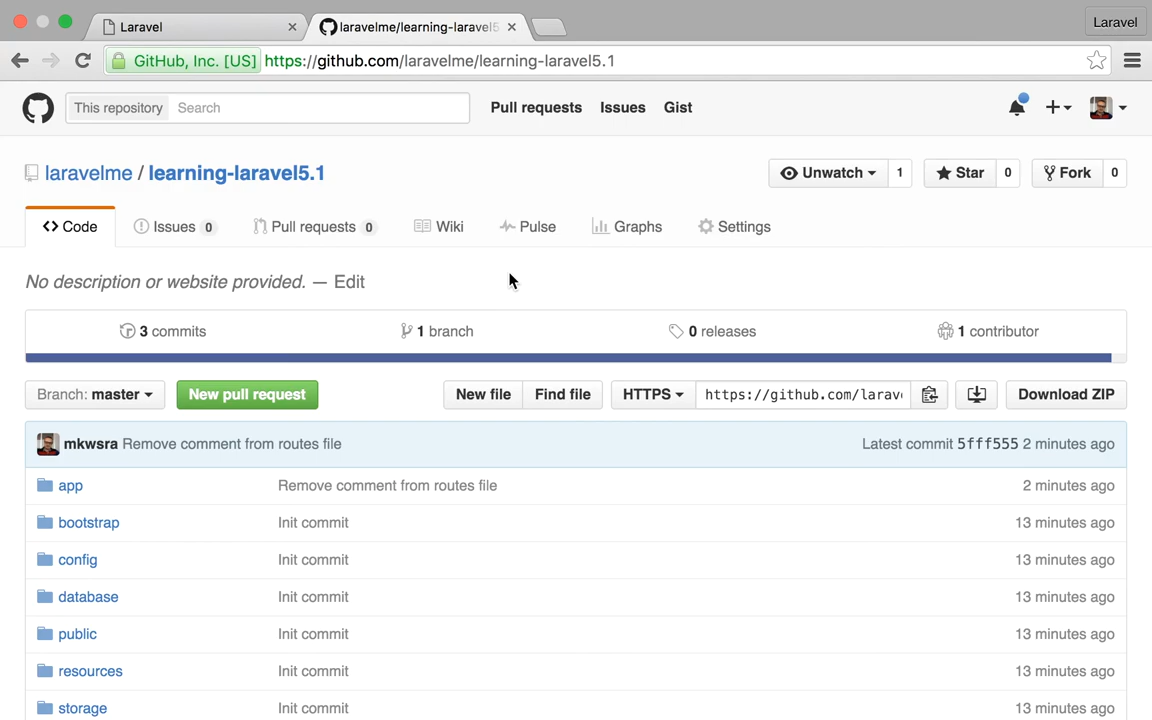 Laravel
laravelme/learning-laravel5
Laravel
GitHub, Inc. [US] https://github.com/laravelme/learning-laravel5.1
This repository Search Pull requests Issues Gist
laravelme / learning-laravel5.1 Unwatch 1 Star 0 Fork 0
Code Issues 0 Pull requests 0 Wiki Pulse Graphs Settings
No description or website provided. — Edit
3 commits 1 branch 0 releases 1 contributor
Branch: master New pull request New file Find file HTTPS https://github.com/larave Download ZIP
mkwsra Remove comment from routes file Latest commit 5fff555 2 minutes ago
app Remove comment from routes file 2 minutes ago
bootstrap Init commit 13 minutes ago
config Init commit 13 minutes ago
database Init commit 13 minutes ago
public Init commit 13 minutes ago
resources Init commit 13 minutes ago
storage Init commit 13 minutes ago